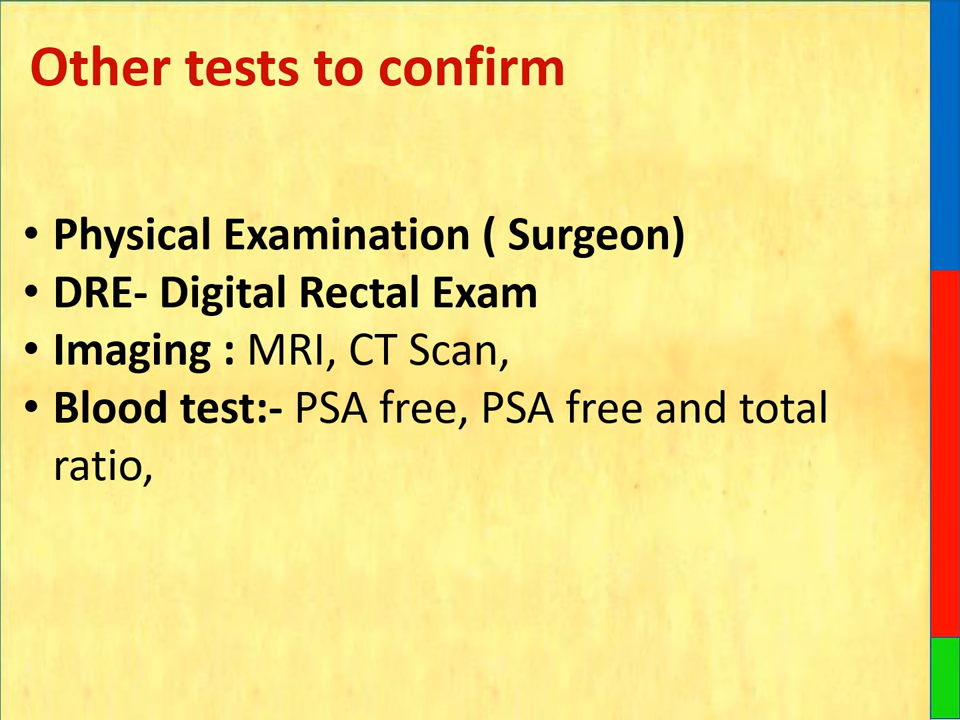 Other tests to confirm
• Physical Examination ( Surgeon)
• DRE- Digital Rectal Exam
• Imaging : MRI, CT Scan,
• Blood test:- PSA free, PSA free and total
ratio,